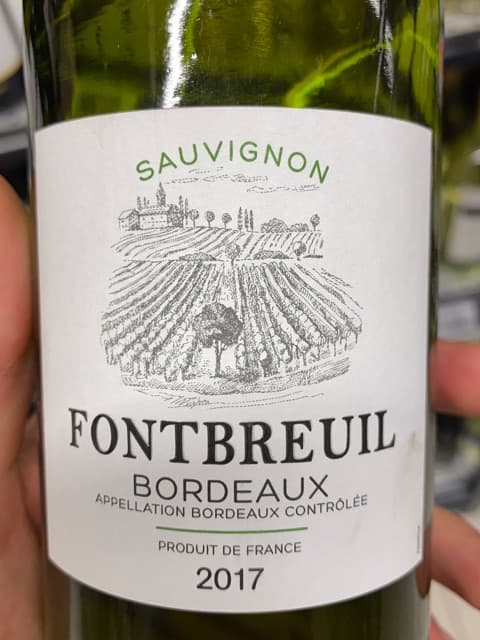 SAUVIGNON
FONTBREUIL
BORDEAUX
APPELLATION BORDEAUX CONTRÔLÉE
PRODUIT DE FRANCE
2017